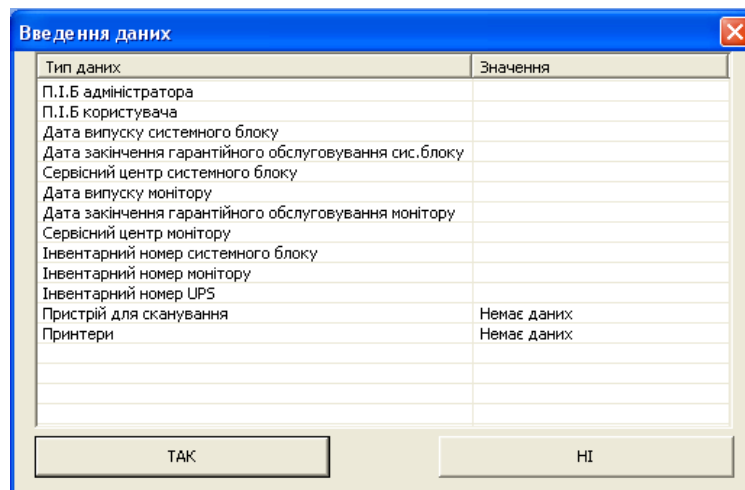 Введення даних
Тип даних Значення
П.І.Б адміністратора
П.І.Б користувача
Дата випуску системного блоку
Дата закінчення гарантійного обслуговування сис.блоку
Сервісний центр системного блоку
Дата випуску монітору
Дата закінчення гарантійного обслуговування монітору
Сервісний центр монітору
Інвентарний номер системного блоку
Інвентарний номер монітору
Інвентарний номер UPS
Пристрій для сканування Немає даних
Принтери Немає даних
ТАК НІ